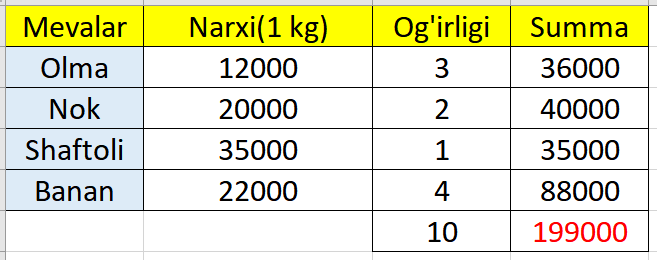 Mevalar Narxi(1 kg) Og'irligi Summa
Olma 12000 3 36000
Nok 20000 2 40000
Shaftoli 35000 1 35000
Banan 22000 4 88000
10 199000